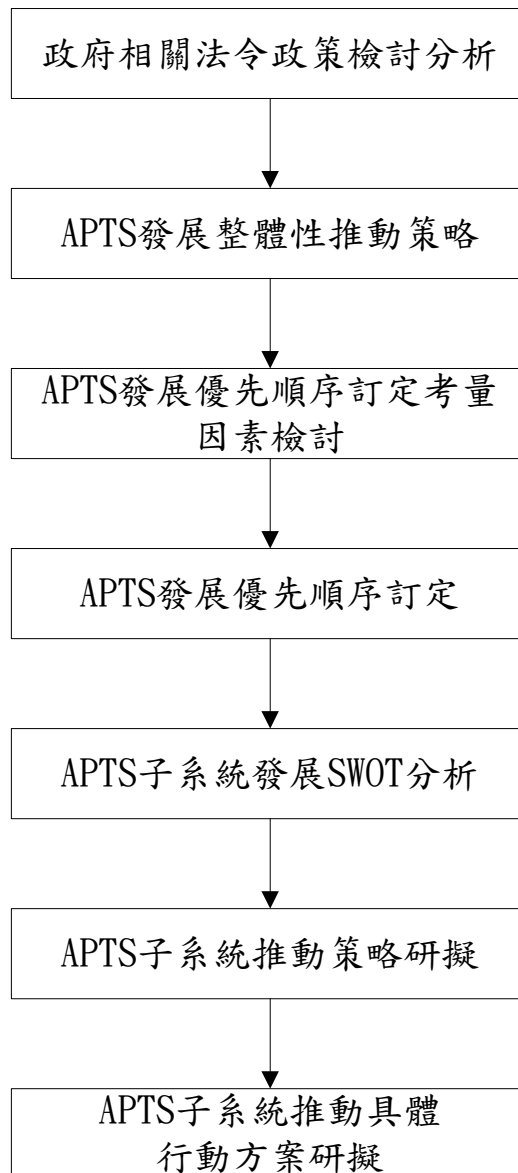 政府相關法令政策檢討分析
APTS發展整體性推動策略
APTS發展優先順序訂定考量
因素檢討
APTS發展優先順序訂定
APTS子系統發展SWOT分析
APTS子系統推動策略研擬
APTS子系統推動具體
行動方案研擬